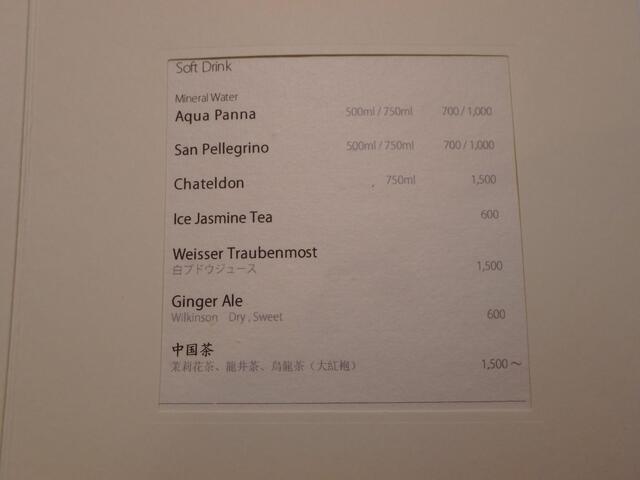 Soft Drink
Mineral Water
Aqua Panna 500ml / 750ml 700 / 1,000
San Pellegrino 500ml / 750ml 700 / 1,000
Chateldon 750ml 1,500
Ice Jasmine Tea 600
Weisser Traubenmost
白ブドウジュース 1,500
Ginger Ale
Wilkinson Dry , Sweet 600
中国茶
茉莉花茶、龍井茶、烏龍茶（大紅袍） 1,500～